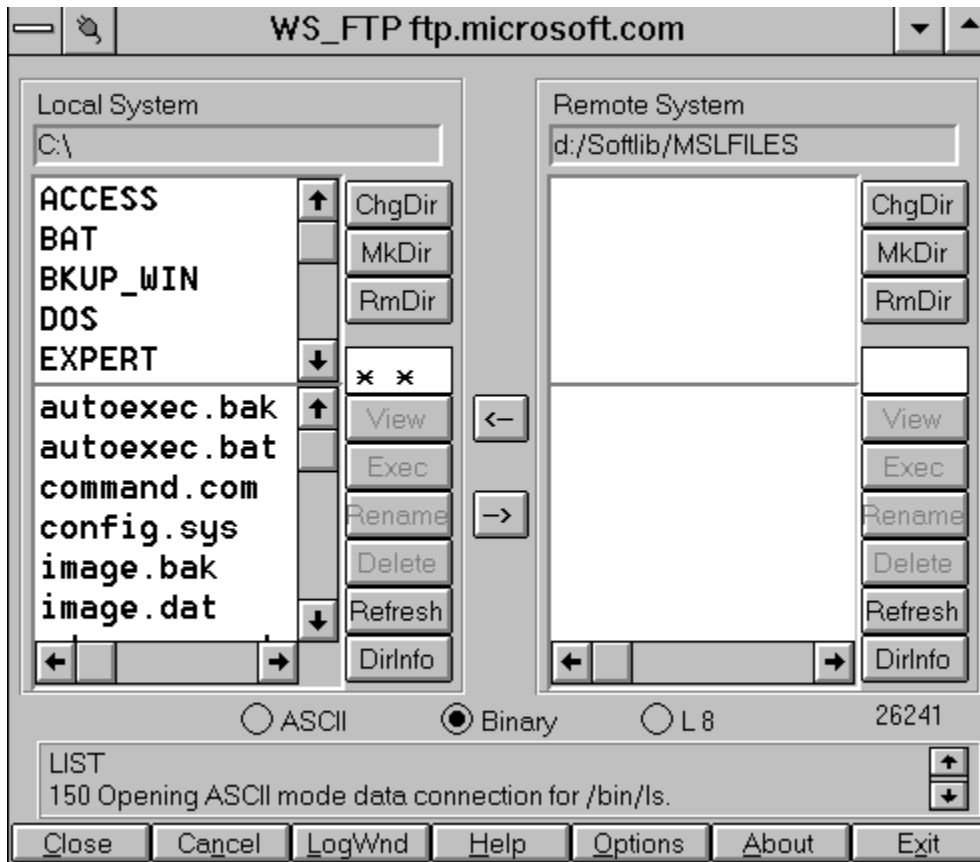 WS_FTP ftp.microsoft.com
Local System
C:\
ACCESS
BAT
BKUP_WIN
DOS
EXPERT
ChgDir
MkDir
RmDir
* *
autoexec.bak
autoexec.bat
command.com
config.sys
image.bak
image.dat
View
Exec
Rename
Delete
Refresh
DirInfo
<-
->
Remote System
d:/Softlib/MSLFILES
ChgDir
MkDir
RmDir
View
Exec
Rename
Delete
Refresh
DirInfo
ASCII Binary L 8 26241
LIST
150 Opening ASCII mode data connection for /bin/ls.
Close Cancel LogWnd Help Options About Exit